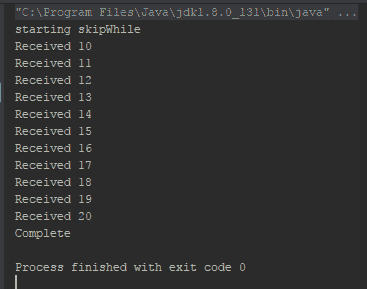 "C:\Program Files\Java\jdk1.8.0_131\bin\java" ...
starting skipWhile
Received 10
Received 11
Received 12
Received 13
Received 14
Received 15
Received 16
Received 17
Received 18
Received 19
Received 20
Complete
Process finished with exit code 0